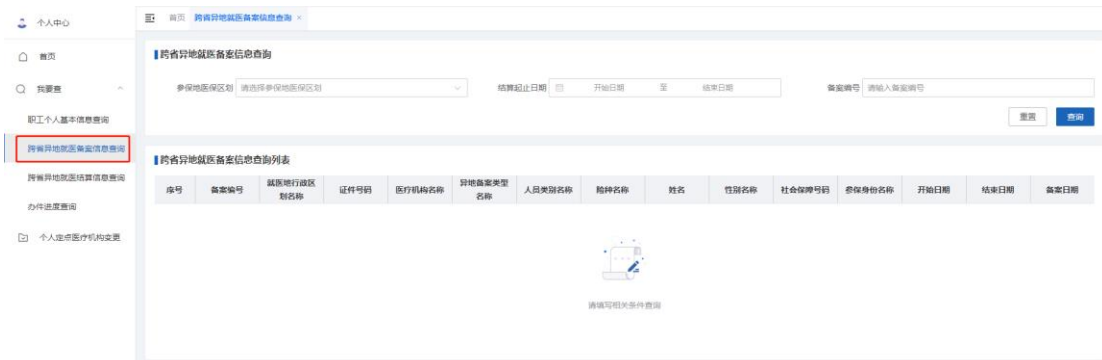 个人中心
首页
我要查
职工个人基本信息查询
跨省异地就医备案信息查询
跨省异地就医结算信息查询
办件进度查询
个人定点医疗机构变更
首页 跨省异地就医备案信息查询 ×
跨省异地就医备案信息查询
参保地医保区划 请选择参保地医保区划 结算起止日期 开始日期 至 结束日期 备案编号 请输入备案编号
重置 查询
跨省异地就医备案信息查询列表
序号 备案编号 就医地行政区划名称 证件号码 医疗机构名称 异地备案类型名称 人员类别名称 险种名称 姓名 性别名称 社会保障号码 参保身份名称 开始日期 结束日期 备案日期
请填写相关条件查询